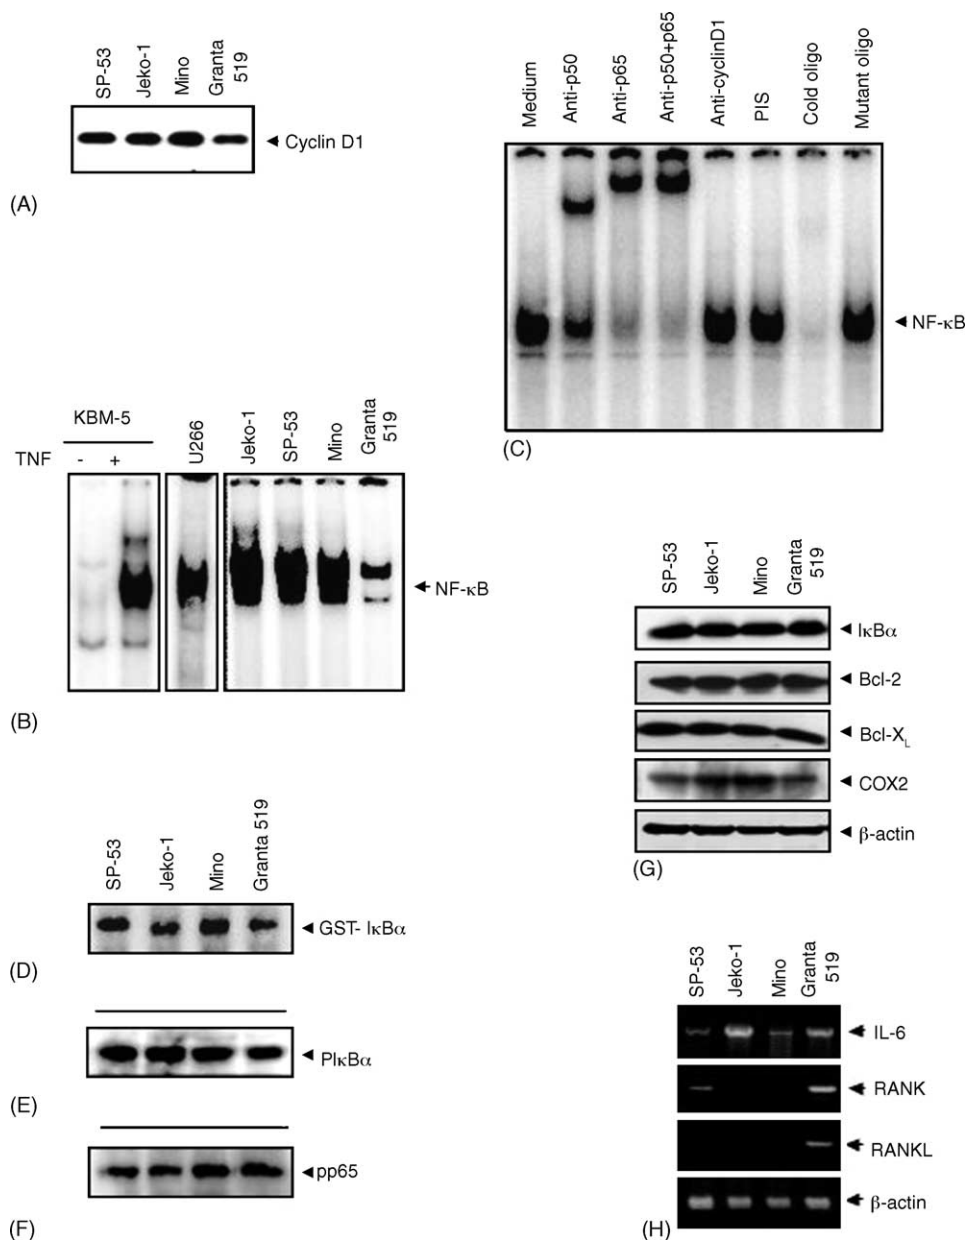 SP-53 Jeko-1 Mino Granta 519
Cyclin D1
(A)
Medium Anti-p50 Anti-p65 Anti-p50+p65 Anti-cyclinD1 PIS Cold oligo Mutant oligo
NF-κB
(C)
KBM-5
TNF - +
U266
Jeko-1 SP-53 Mino Granta 519
NF-κB
(B)
SP-53 Jeko-1 Mino Granta 519
GST- IκBα
(D)
PIκBα
(E)
pp65
(F)
SP-53 Jeko-1 Mino Granta 519
IκBα
Bcl-2
Bcl-X_L
COX2
β-actin
(G)
SP-53 Jeko-1 Mino Granta 519
IL-6
RANK
RANKL
β-actin
(H)